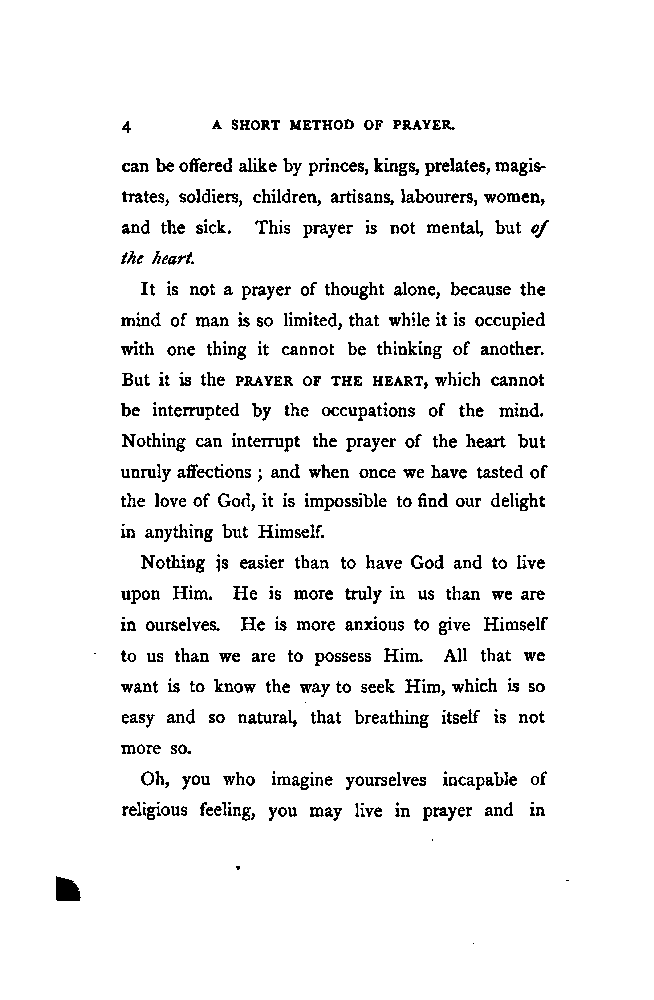 4 A SHORT METHOD OF PRAYER.
can be offered alike by princes, kings, prelates, magis-
trates, soldiers, children, artisans, labourers, women,
and the sick. This prayer is not mental, but of
the heart.
It is not a prayer of thought alone, because the
mind of man is so limited, that while it is occupied
with one thing it cannot be thinking of another.
But it is the PRAYER OF THE HEART, which cannot
be interrupted by the occupations of the mind.
Nothing can interrupt the prayer of the heart but
unruly affections ; and when once we have tasted of
the love of God, it is impossible to find our delight
in anything but Himself.
Nothing is easier than to have God and to live
upon Him. He is more truly in us than we are
in ourselves. He is more anxious to give Himself
to us than we are to possess Him. All that we
want is to know the way to seek Him, which is so
easy and so natural, that breathing itself is not
more so.
Oh, you who imagine yourselves incapable of
religious feeling, you may live in prayer and in